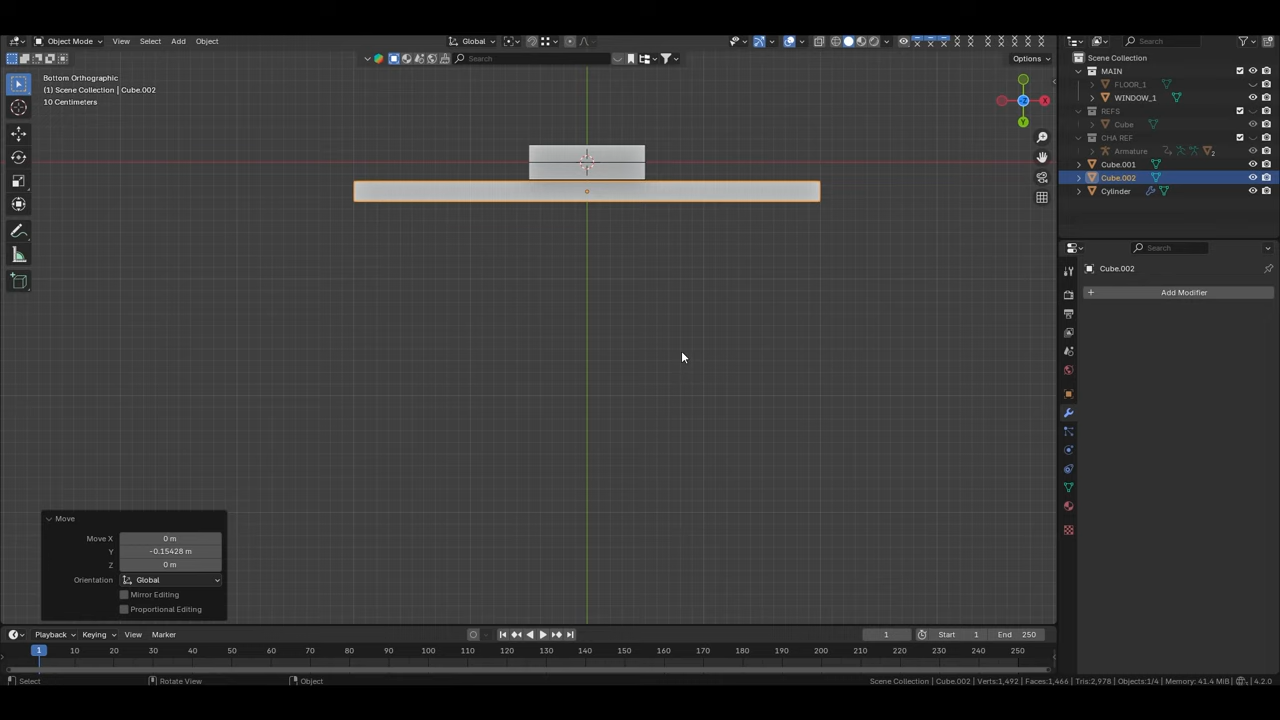 Object Mode View Select Add Object Global Search
Search
Options
Bottom Orthographic
(1) Scene Collection | Cube.002
10 Centimeters
X
Z
Y
Scene Collection
MAIN
FLOOR_1
WINDOW_1
REFS
Cube
CHA REF
Armature 2
Cube.001
Cube.002
Cylinder
Search
Cube.002
+ Add Modifier
Move
Move X 0 m
Y -0.15428 m
Z 0 m
Orientation Global
Mirror Editing
Proportional Editing
Playback Keying View Marker 1 Start 1 End 250
1 10 20 30 40 50 60 70 80 90 100 110 120 130 140 150 160 170 180 190 200 210 220 230 240 250
Select Rotate View Object Scene Collection | Cube.002 | Verts:1,492 | Faces:1,466 | Tris:2,978 | Objects:1/4 | Memory: 41.4 MiB | 4.2.0